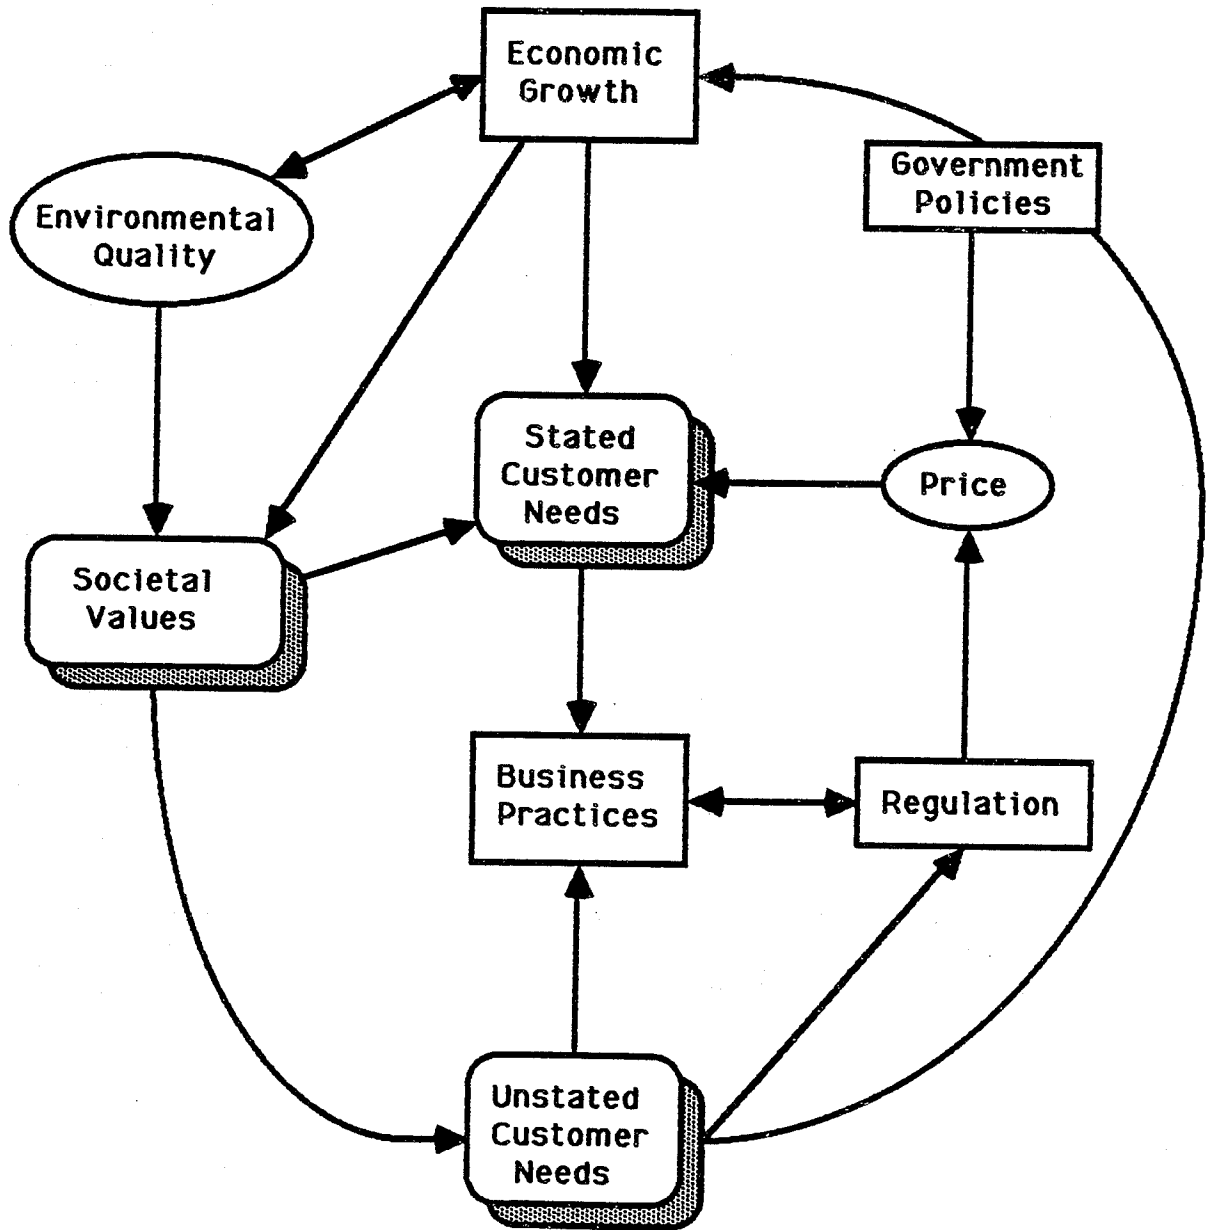 Economic
Growth
Government
Policies
Environmental
Quality
Stated
Customer
Needs
Price
Societal
Values
Business
Practices
Regulation
Unstated
Customer
Needs